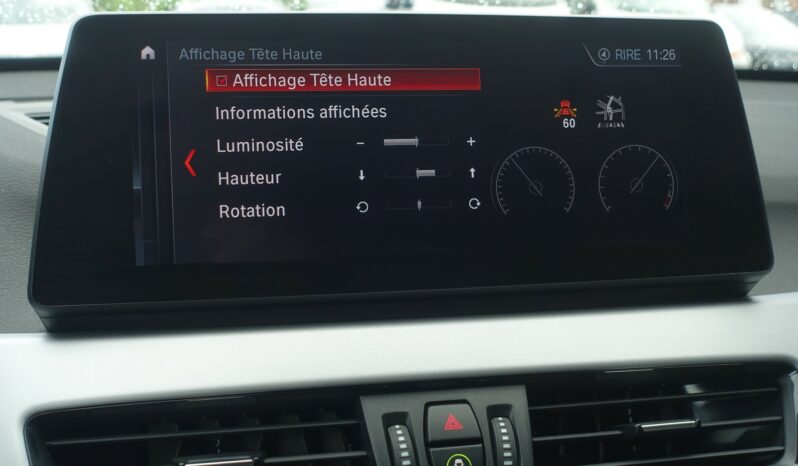 Affichage Tête Haute
RIRE 11:26
Affichage Tête Haute
Informations affichées
60
Luminosité - +
Hauteur
Rotation